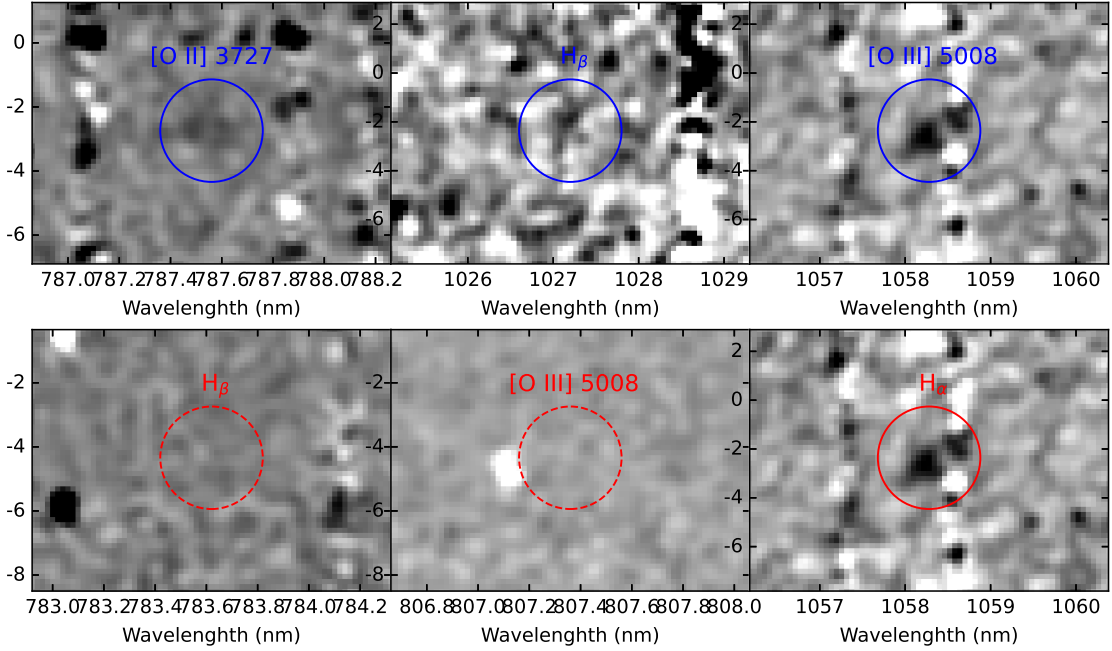 [O II] 3727
H_β
[O III] 5008
0
-2
-4
-6
2
0
-2
-4
-6
2
0
-2
-4
-6
787.0 787.2 787.4 787.6 787.8 788.0 788.2
1026 1027 1028 1029
1057 1058 1059 1060
Wavelenghth (nm)
Wavelenghth (nm)
Wavelenghth (nm)
H_β
[O III] 5008
H_α
-2
-4
-6
-8
-2
-4
-6
-8
2
0
-2
-4
-6
783.0 783.2 783.4 783.6 783.8 784.0 784.2
806.8 807.0 807.2 807.4 807.6 807.8 808.0
1057 1058 1059 1060
Wavelenghth (nm)
Wavelenghth (nm)
Wavelenghth (nm)